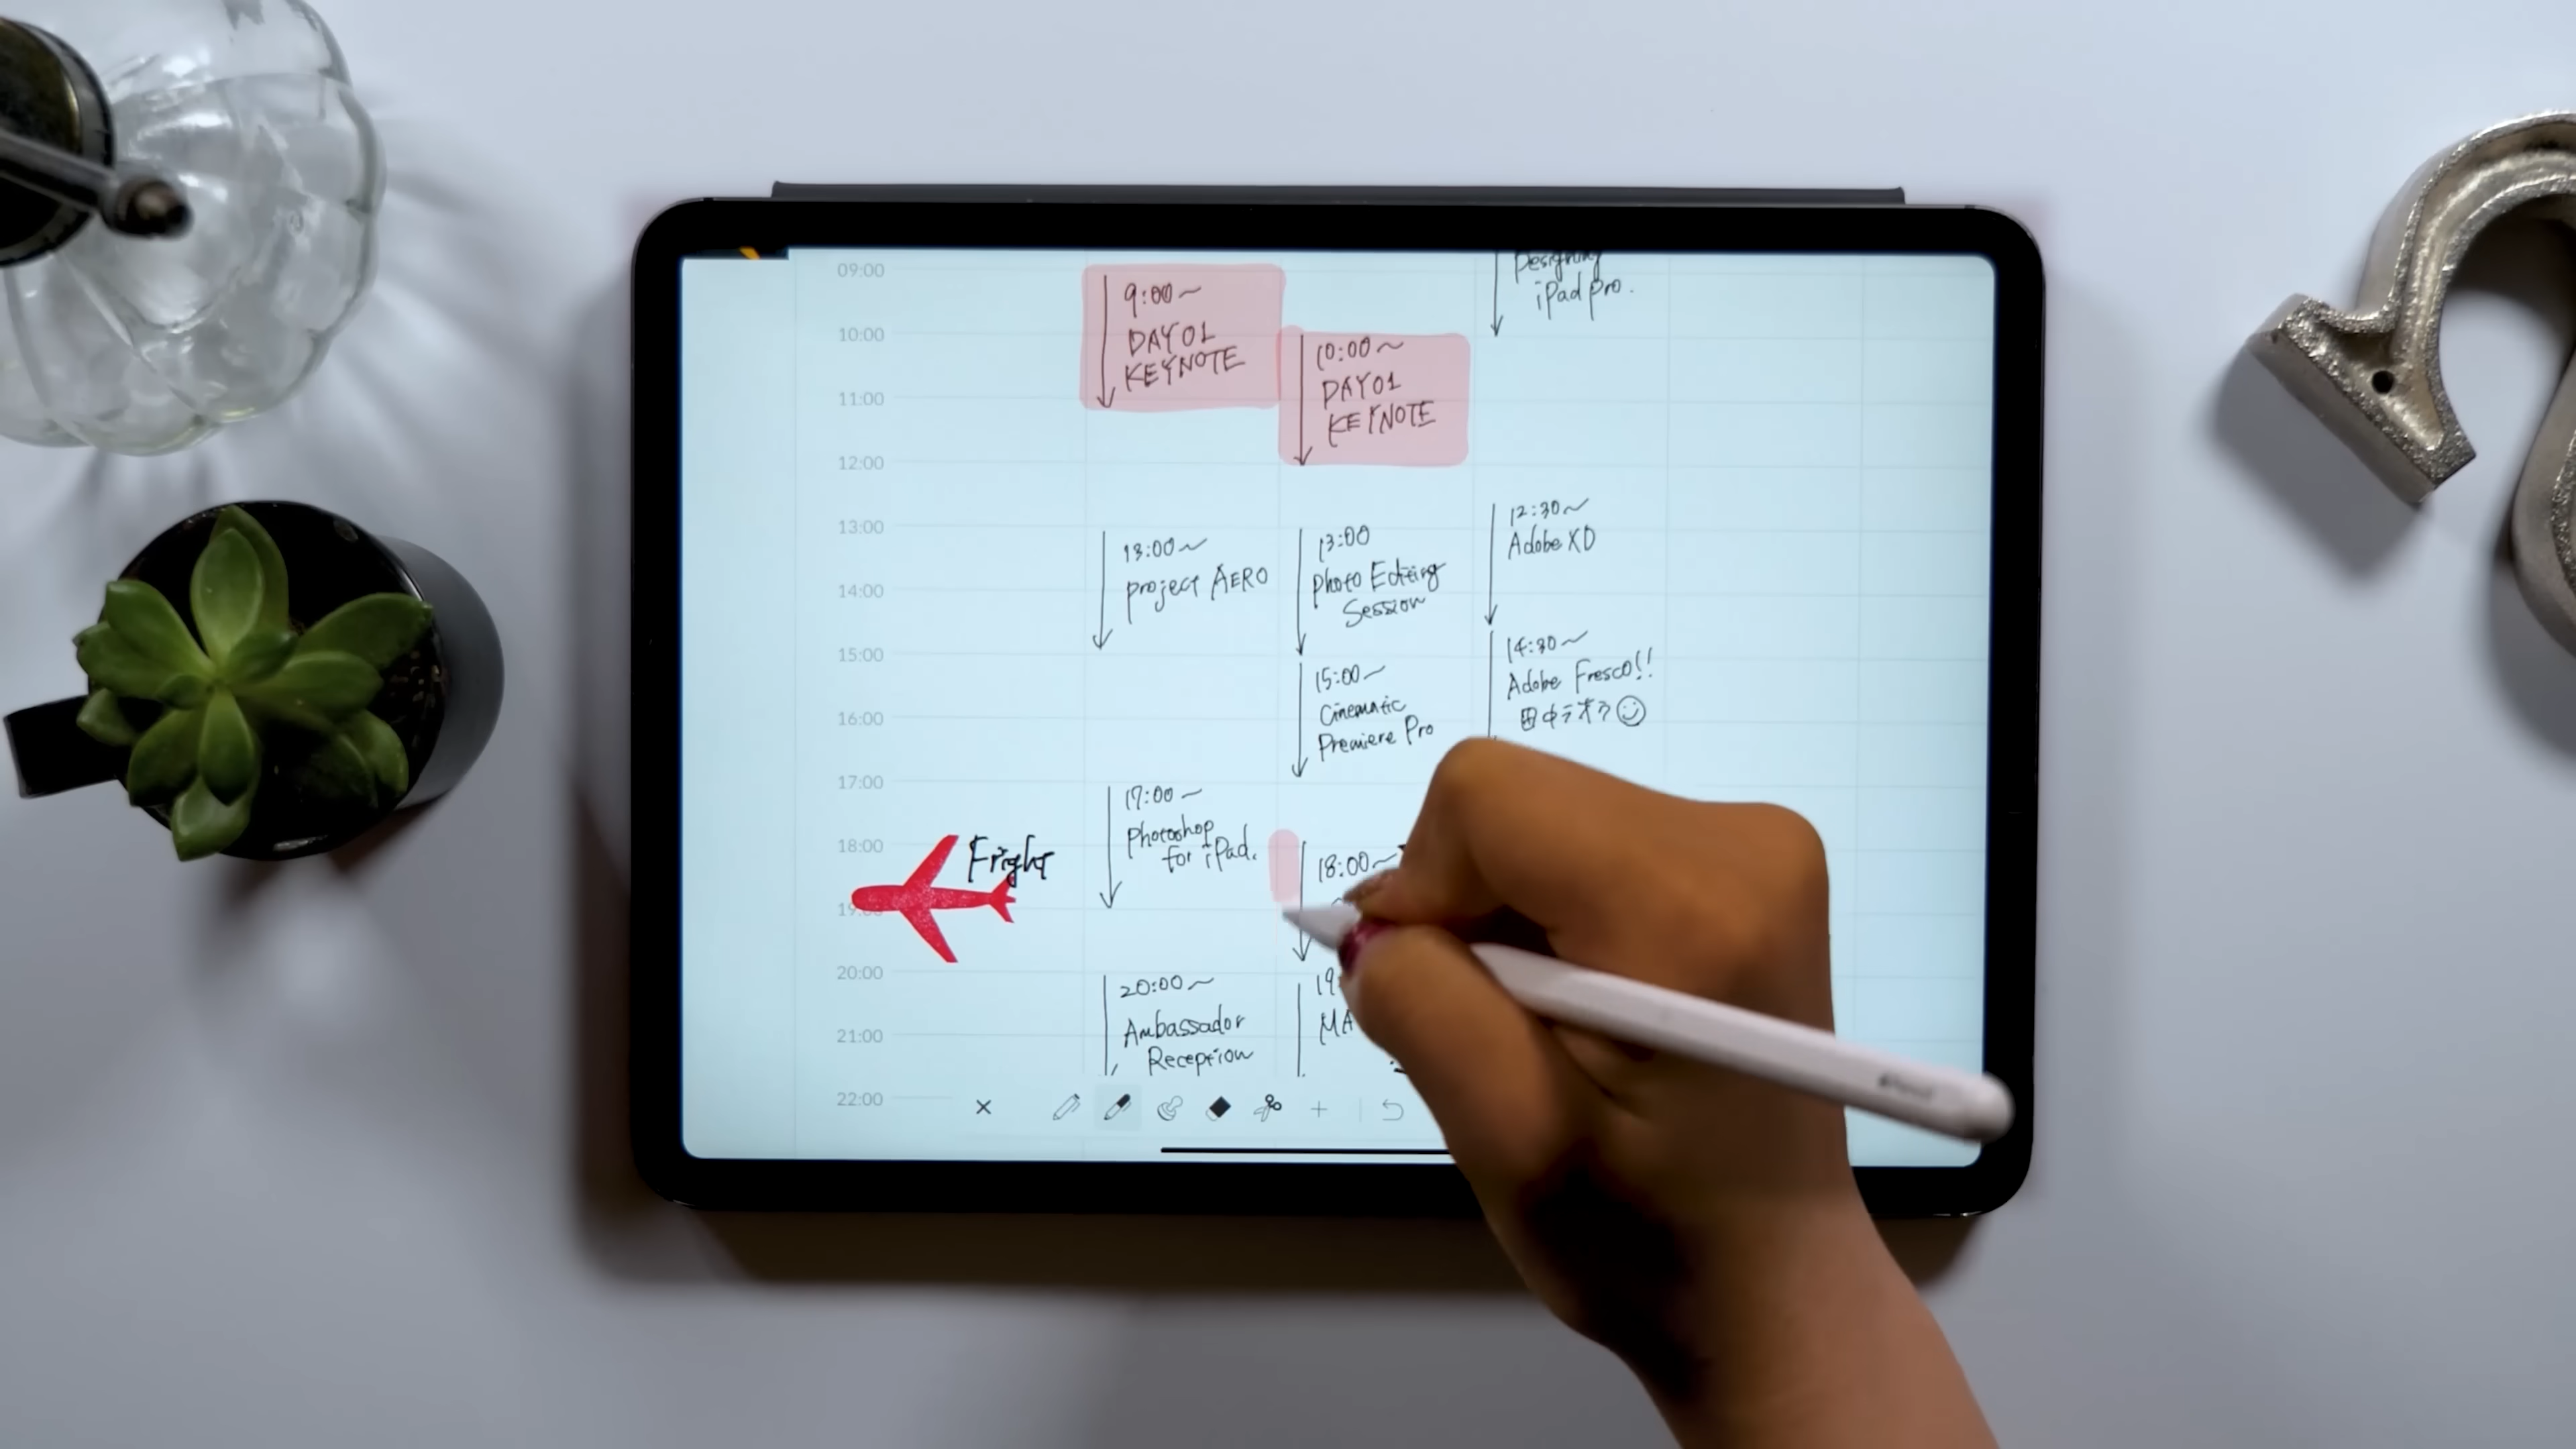 09:00
10:00
11:00
12:00
13:00
14:00
15:00
16:00
17:00
18:00
20:00
21:00
22:00
Fright
9:00~
DAY01
KEYNOTE
13:00~
project AERO
17:00~
Photoshop
for iPad.
20:00~
Ambassador
Reception
10:00~
DAY01
KEYNOTE
13:00
Photo Editing
Session
15:00~
Cinematic
Premiere Pro
18:00~
19
MA
Designing
iPad Pro.
12:30~
Adobe XD
14:30~
Adobe Fresco!!